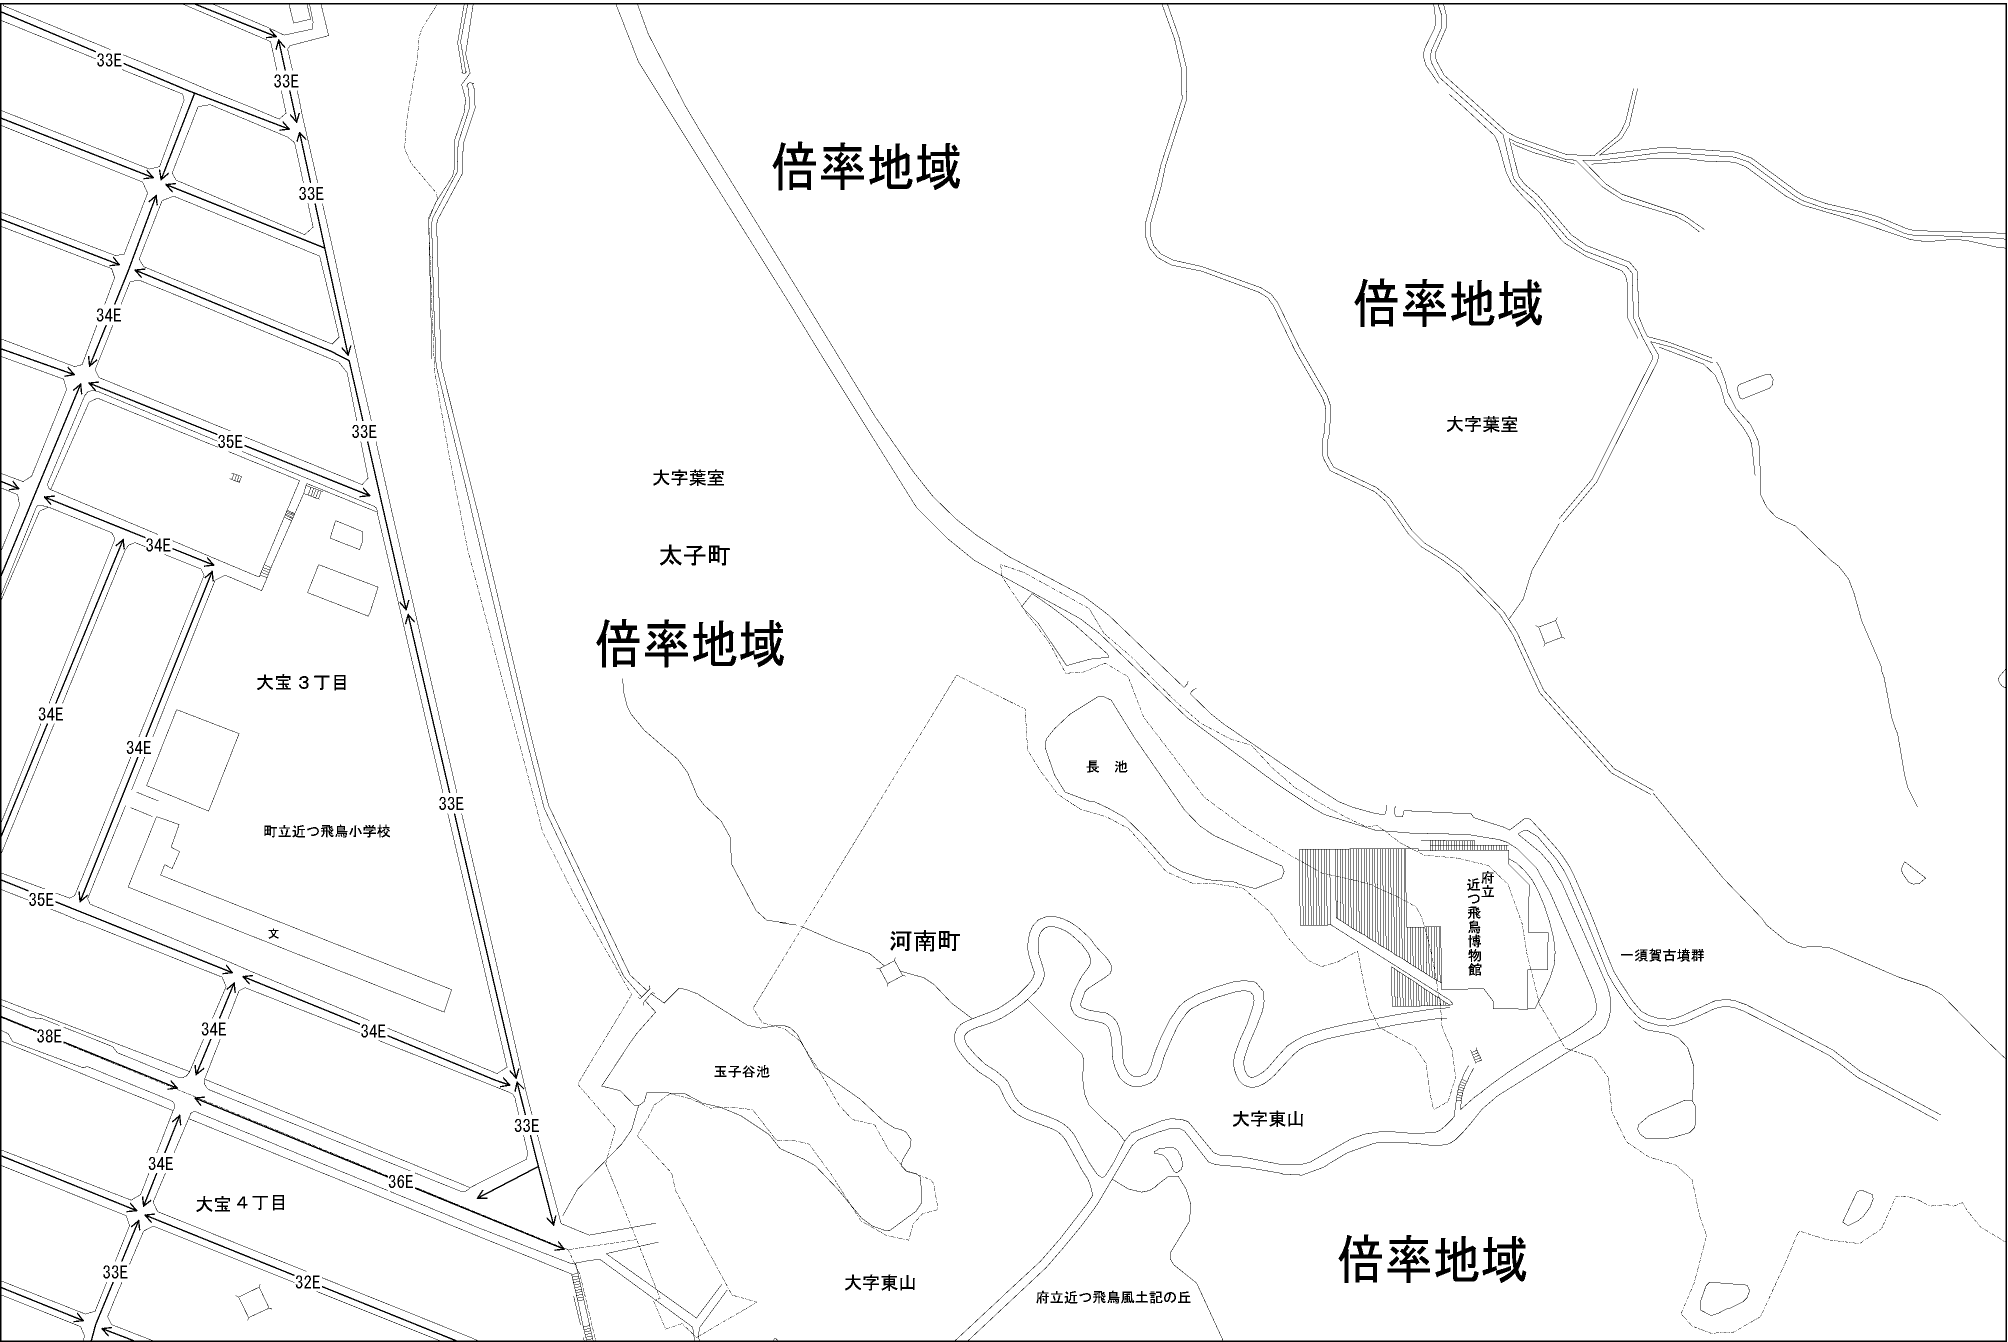 33E
33E
倍率地域
33E
倍率地域
34E
大字葉室
33E
35E
大字葉室
34E
太子町
倍率地域
大宝3丁目
34E
34E
長 池
33E
町立近つ飛鳥小学校
府立
近つ飛鳥博物館
35E
文
河南町
一須賀古墳群
34E
34E
38E
玉子谷池
大字東山
33E
34E
36E
大宝4丁目
倍率地域
33E
32E
大字東山
府立近つ飛鳥風土記の丘